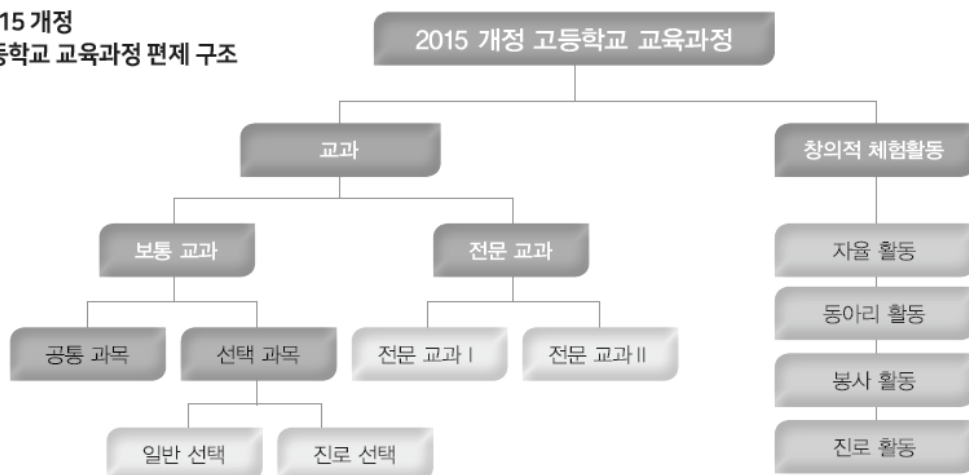 15 개정
등학교 교육과정 편제 구조
2015 개정 고등학교 교육과정
교과
창의적 체험활동
보통 교과
전문 교과
자율 활동
동아리 활동
공통 과목
선택 과목
전문 교과 I
전문 교과 II
봉사 활동
일반 선택
진로 선택
진로 활동